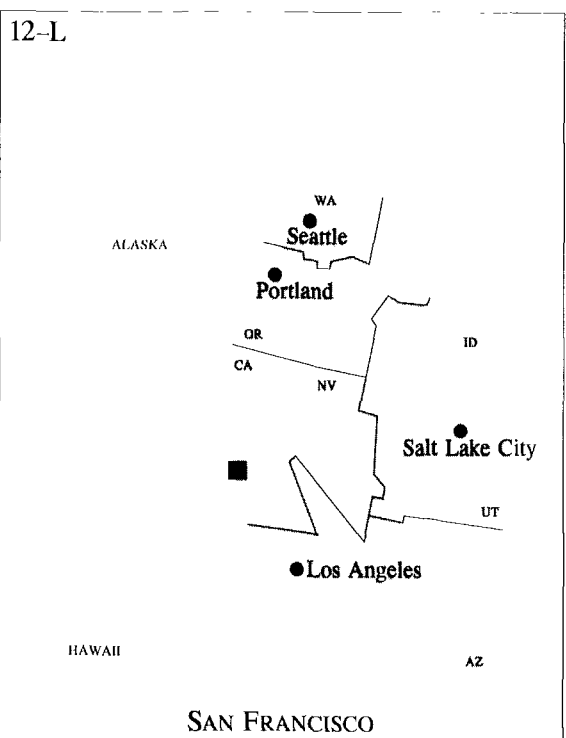 12–L
WA
Seattle
ALASKA
Portland
OR
ID
CA
NV
Salt Lake City
UT
Los Angeles
HAWAII
AZ
SAN FRANCISCO